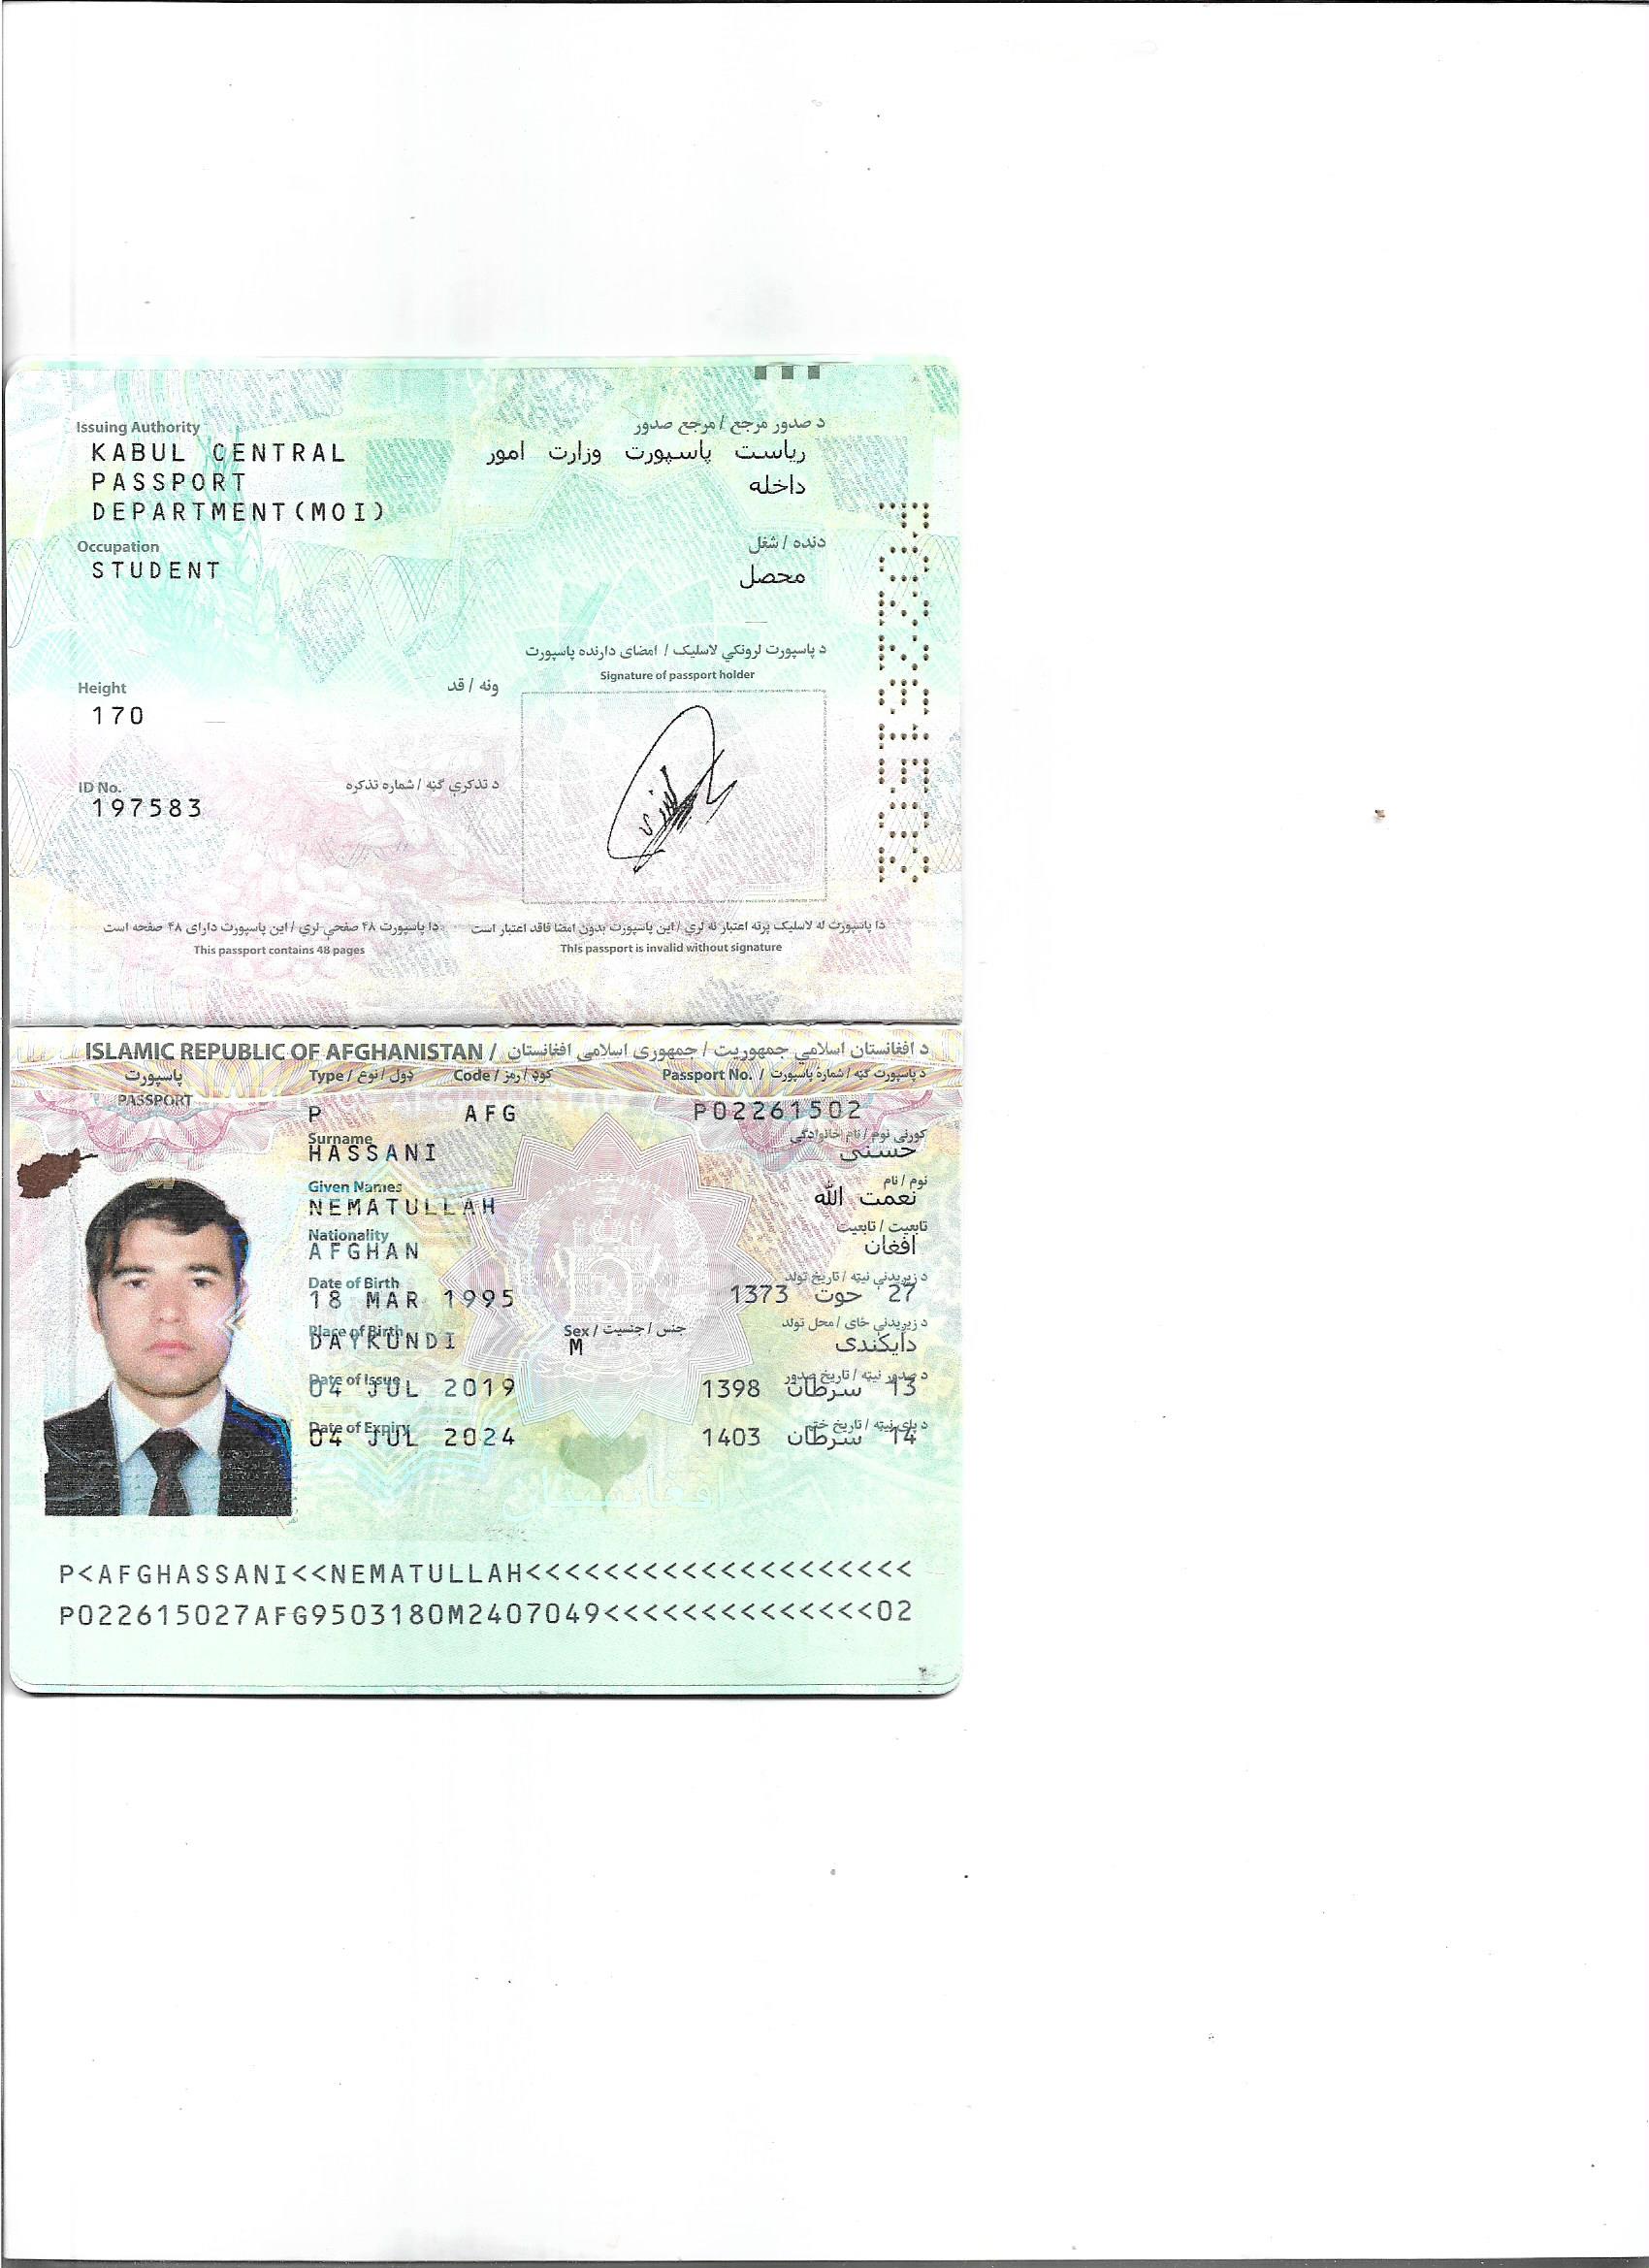 Issuing Authority
د صدور مرجع / مرجع صدور
KABUL CENTRAL
ریاست پاسپورت وزارت امور
PASSPORT
داخله
DEPARTMENT(MOI)
Occupation
دنده / شغل
STUDENT
محصل
د پاسپورت لرونکي لاسلیک / امضای دارنده پاسپورت
Signature of passport holder
Height
ونه / قد
170
ID No.
د تذکرې ګڼه / شماره تذکره
197583
P02261502
دا پاسپورت ۴۸ صفحې لري / این پاسپورت دارای ۴۸ صفحه است
This passport contains 48 pages
دا پاسپورت له لاسلیک پرته اعتبار نه لري / این پاسپورت بدون امضا فاقد اعتبار است
This passport is invalid without signature
ISLAMIC REPUBLIC OF AFGHANISTAN / د افغانستان اسلامي جمهوریت / جمهوری اسلامی افغانستان
پاسپورت
Type / ډول / نوع
Code / کوډ / رمز
Passport No. / د پاسپورت ګڼه / شمارۀ پاسپورت
PASSPORT
P AFG P02261502
Surname
کورنی نوم / نام خانوادگی
HASSANI
حسنی
Given Names
نوم / نام
NEMATULLAH
نعمت الله
Nationality
تابعیت / تابعیت
AFGHAN
افغان
Date of Birth
د زیږیدنې نیټه / تاریخ تولد
18 MAR 1995
27 حوت 1373
Place of Birth
Sex / جنس / جنسیت
د زیږیدنې ځای / محل تولد
DAYKUNDI
M
دایکندی
Date of Issue
د صدور نیټه / تاریخ صدور
04 JUL 2019
13 سرطان 1398
Date of Expiry
د پای نیټه / تاریخ ختم
04 JUL 2024
14 سرطان 1403
افغانستان
P<AFGHASSANI<<NEMATULLAH<<<<<<<<<<<<<<<<<<<<
P022615027AFG9503180M2407049<<<<<<<<<<<<<<02